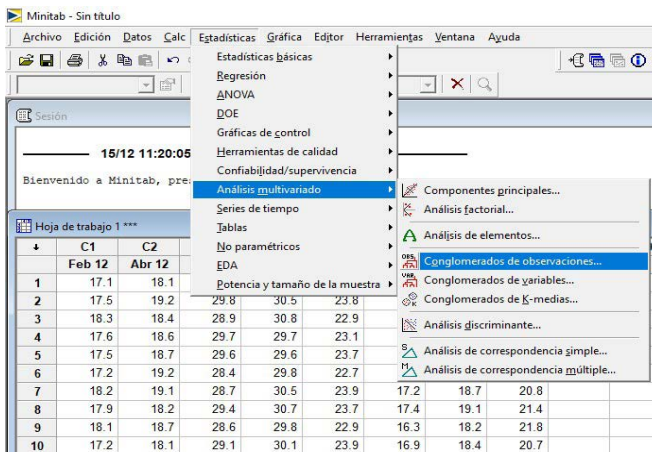 Minitab - Sin título
Archivo Edición Datos Calc Estadísticas Gráfica Editor Herramientas Ventana Ayuda
Estadísticas básicas
Regresión
ANOVA
DOE
Gráficas de control
Herramientas de calidad
Confiabilidad/supervivencia
Análisis multivariado
Series de tiempo
Tablas
No paramétricos
EDA
Potencia y tamaño de la muestra
Componentes principales...
Análisis factorial...
Análisis de elementos...
Conglomerados de observaciones...
Conglomerados de variables...
Conglomerados de K-medias...
Análisis discriminante...
Análisis de correspondencia simple...
Análisis de correspondencia múltiple...
Sesión
15/12 11:20:05
Bienvenido a Minitab, pre
Hoja de trabajo 1 ***
C1 C2
Feb 12 Abr 12
1 17.1 18.1
2 17.5 19.2 29.8 30.5 23.8
3 18.3 18.4 28.9 30.8 22.9
4 17.6 18.6 29.7 29.7 23.1
5 17.5 18.7 29.6 29.6 23.7
6 17.2 19.2 28.4 29.8 22.7
7 18.2 19.1 28.7 30.5 23.9 17.2 18.7 20.8
8 17.9 18.2 29.4 30.7 23.7 17.4 19.1 21.4
9 18.1 18.7 28.6 29.8 22.9 16.3 18.2 21.8
10 17.2 18.1 29.1 30.1 23.9 16.9 18.4 20.7